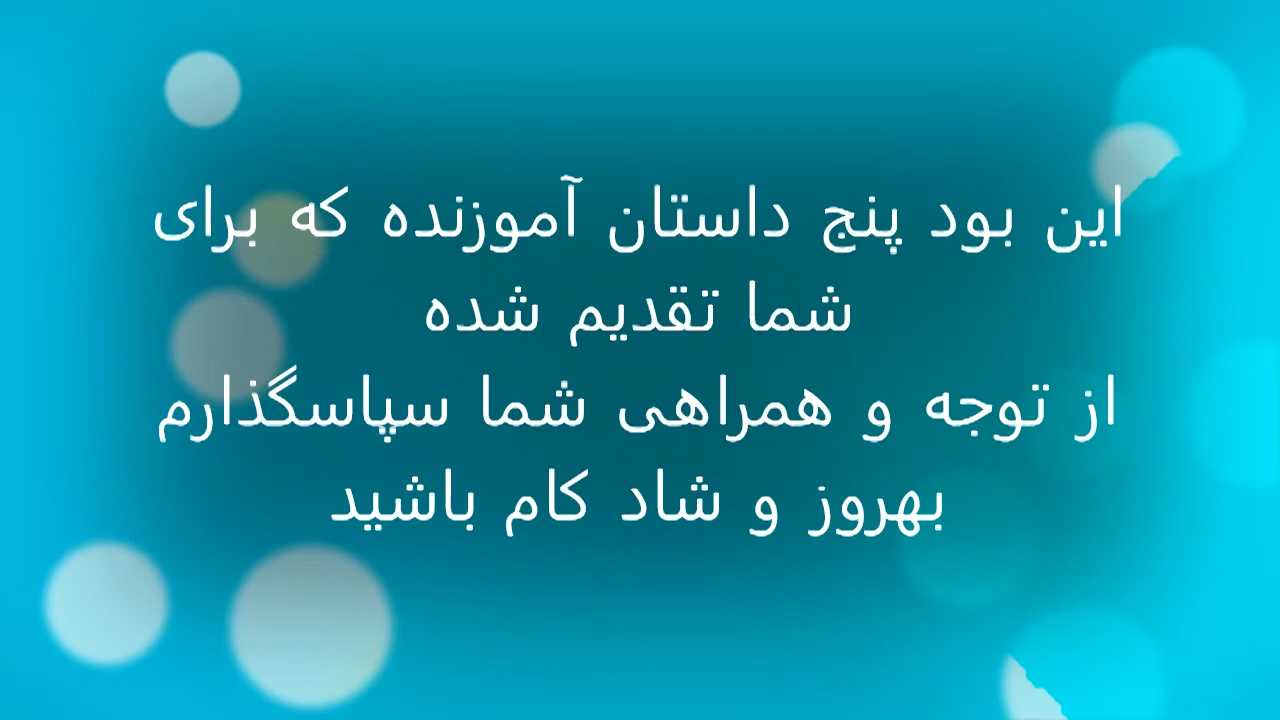 این بود پنج داستان آموزنده که برای
شما تقدیم شده
از توجه و همراهی شما سپاسگذارم
بهروز و شاد کام باشید